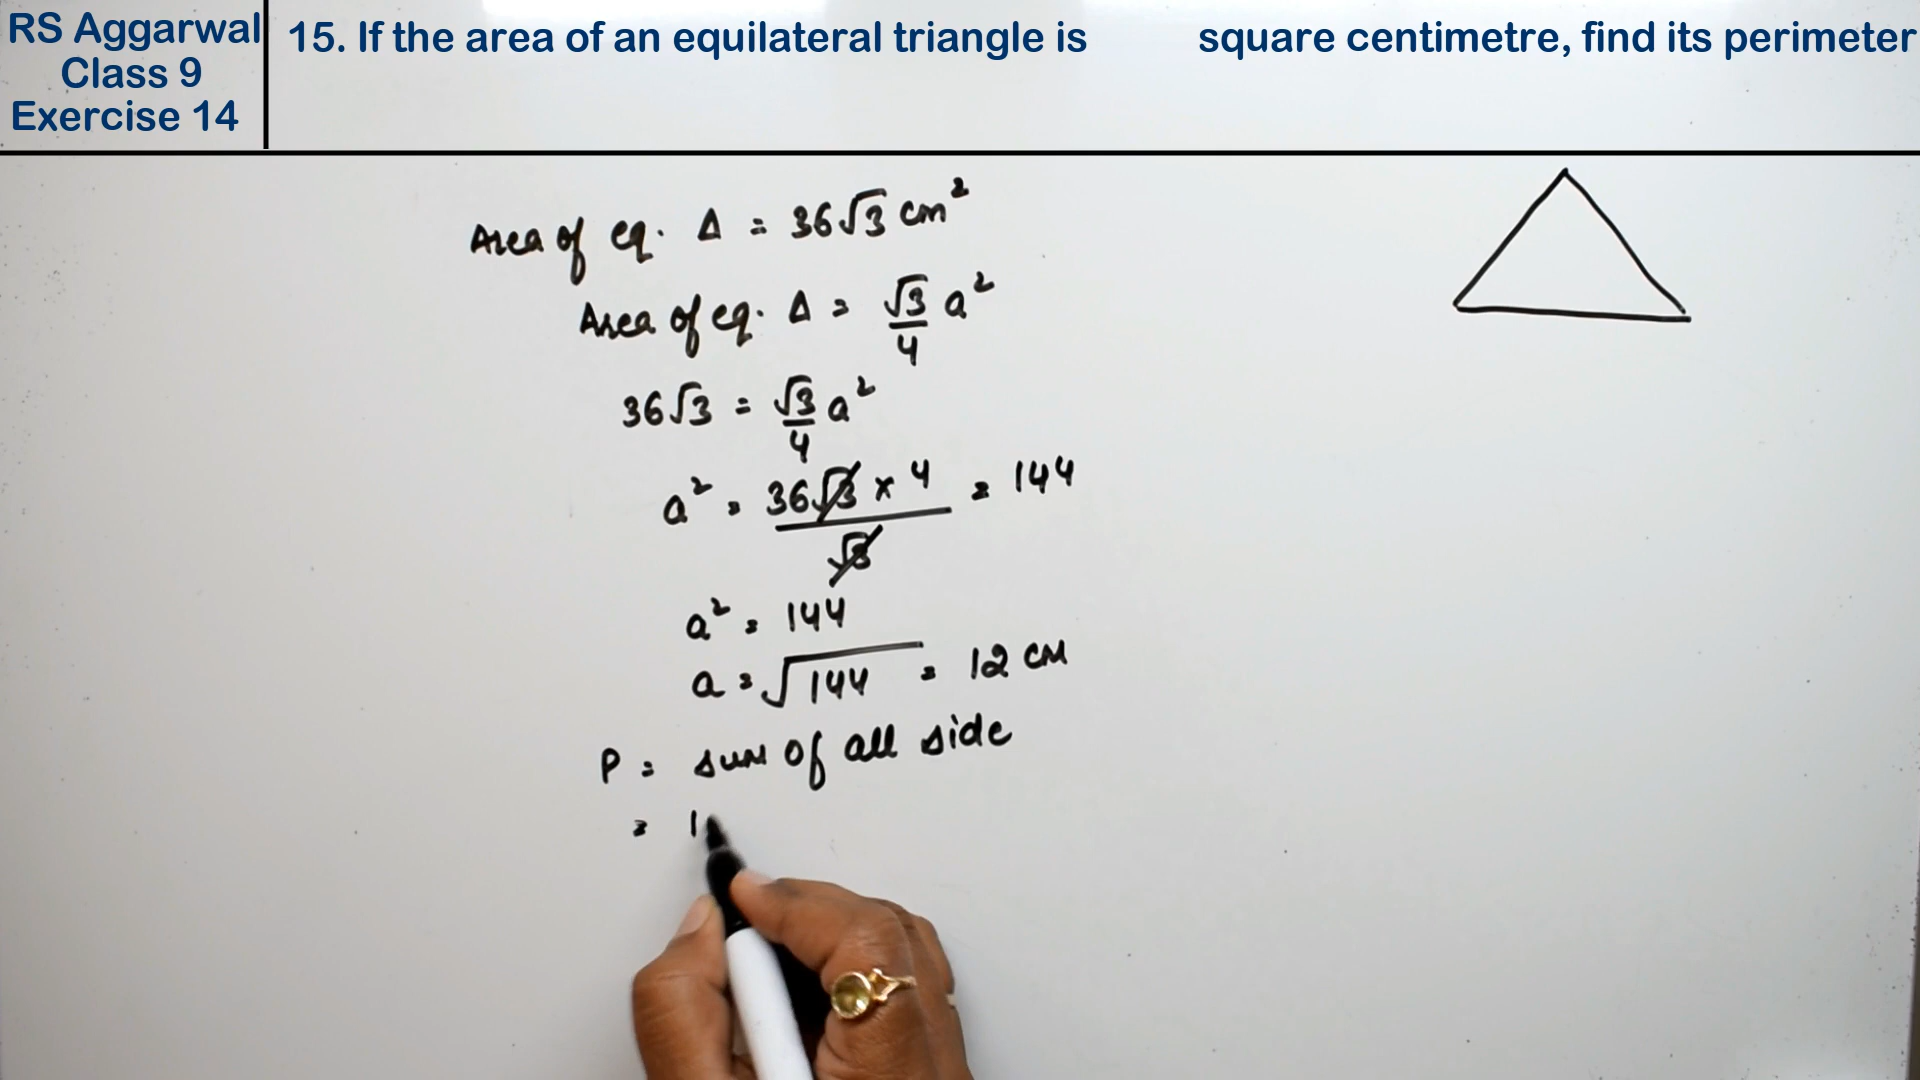 RS Aggarwal
Class 9
Exercise 14
15. If the area of an equilateral triangle is square centimetre, find its perimeter
Area of eq. Δ = 36√3 cm²
Area of eq. Δ = √3/4 a²
36√3 = √3/4 a²
a² = 36√3 × 4/√3 = 144
a² = 144
a = √144 = 12 cm
P = sum of all side
= 1